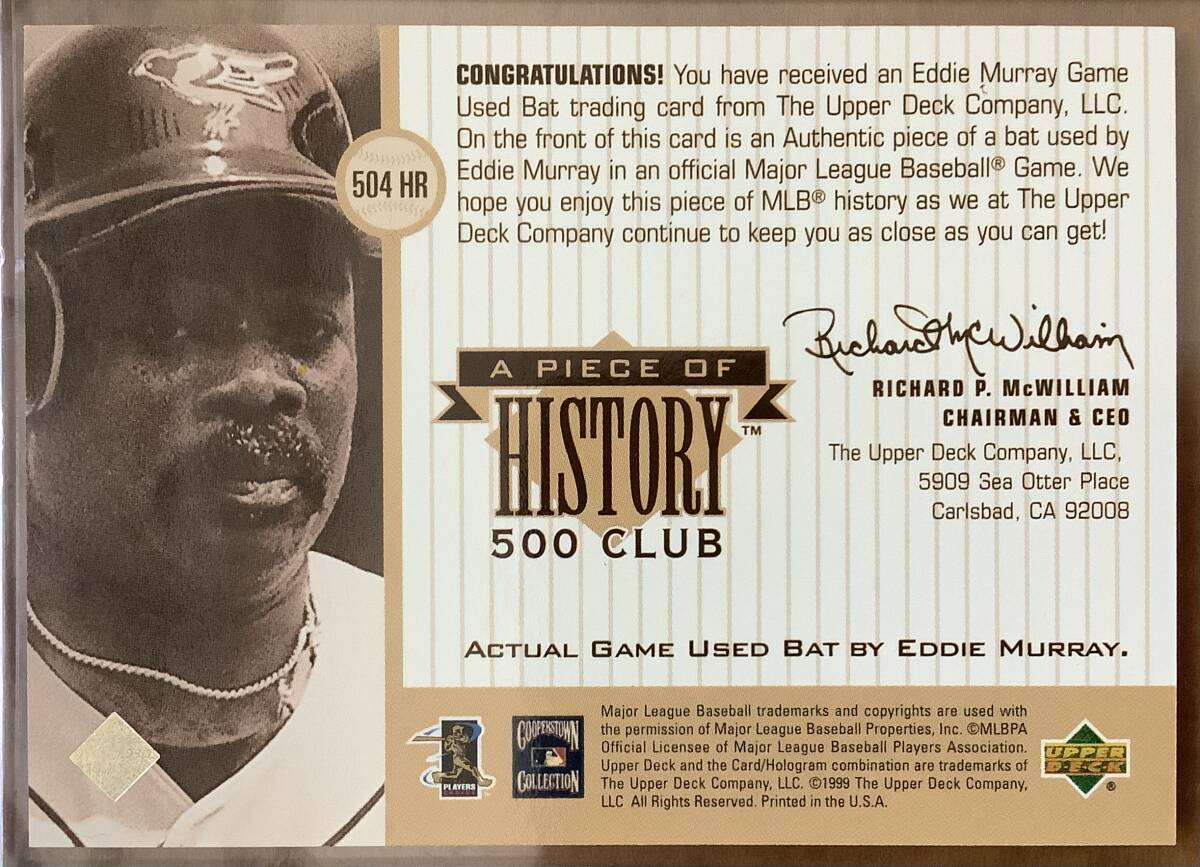 CONGRATULATIONS! You have received an Eddie Murray Game
Used Bat trading card from The Upper Deck Company, LLC.
On the front of this card is an Authentic piece of a bat used by
Eddie Murray in an official Major League Baseball® Game. We
hope you enjoy this piece of MLB® history as we at The Upper
Deck Company continue to keep you as close as you can get!
504 HR
Richard P. McWilliam
RICHARD P. McWILLIAM
CHAIRMAN & CEO
The Upper Deck Company, LLC,
5909 Sea Otter Place
Carlsbad, CA 92008
A PIECE OF
HISTORY™
500 CLUB
ACTUAL GAME USED BAT BY EDDIE MURRAY.
PLAYERS
CHOICE
COOPERSTOWN
COLLECTION
Major League Baseball trademarks and copyrights are used with
the permission of Major League Baseball Properties, Inc. ©MLBPA
Official Licensee of Major League Baseball Players Association.
Upper Deck and the Card/Hologram combination are trademarks of
The Upper Deck Company, LLC. ©1999 The Upper Deck Company,
LLC All Rights Reserved. Printed in the U.S.A.
UPPER
DECK®